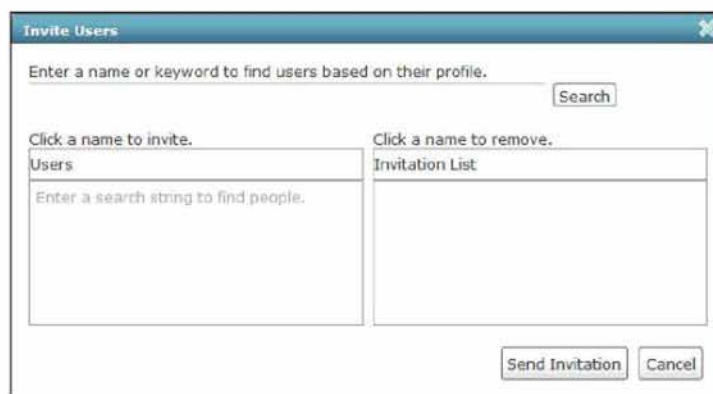 Invite Users
Enter a name or keyword to find users based on their profile.
Search
Click a name to invite.
Click a name to remove.
Users
Invitation List
Enter a search string to find people.
Send Invitation
Cancel